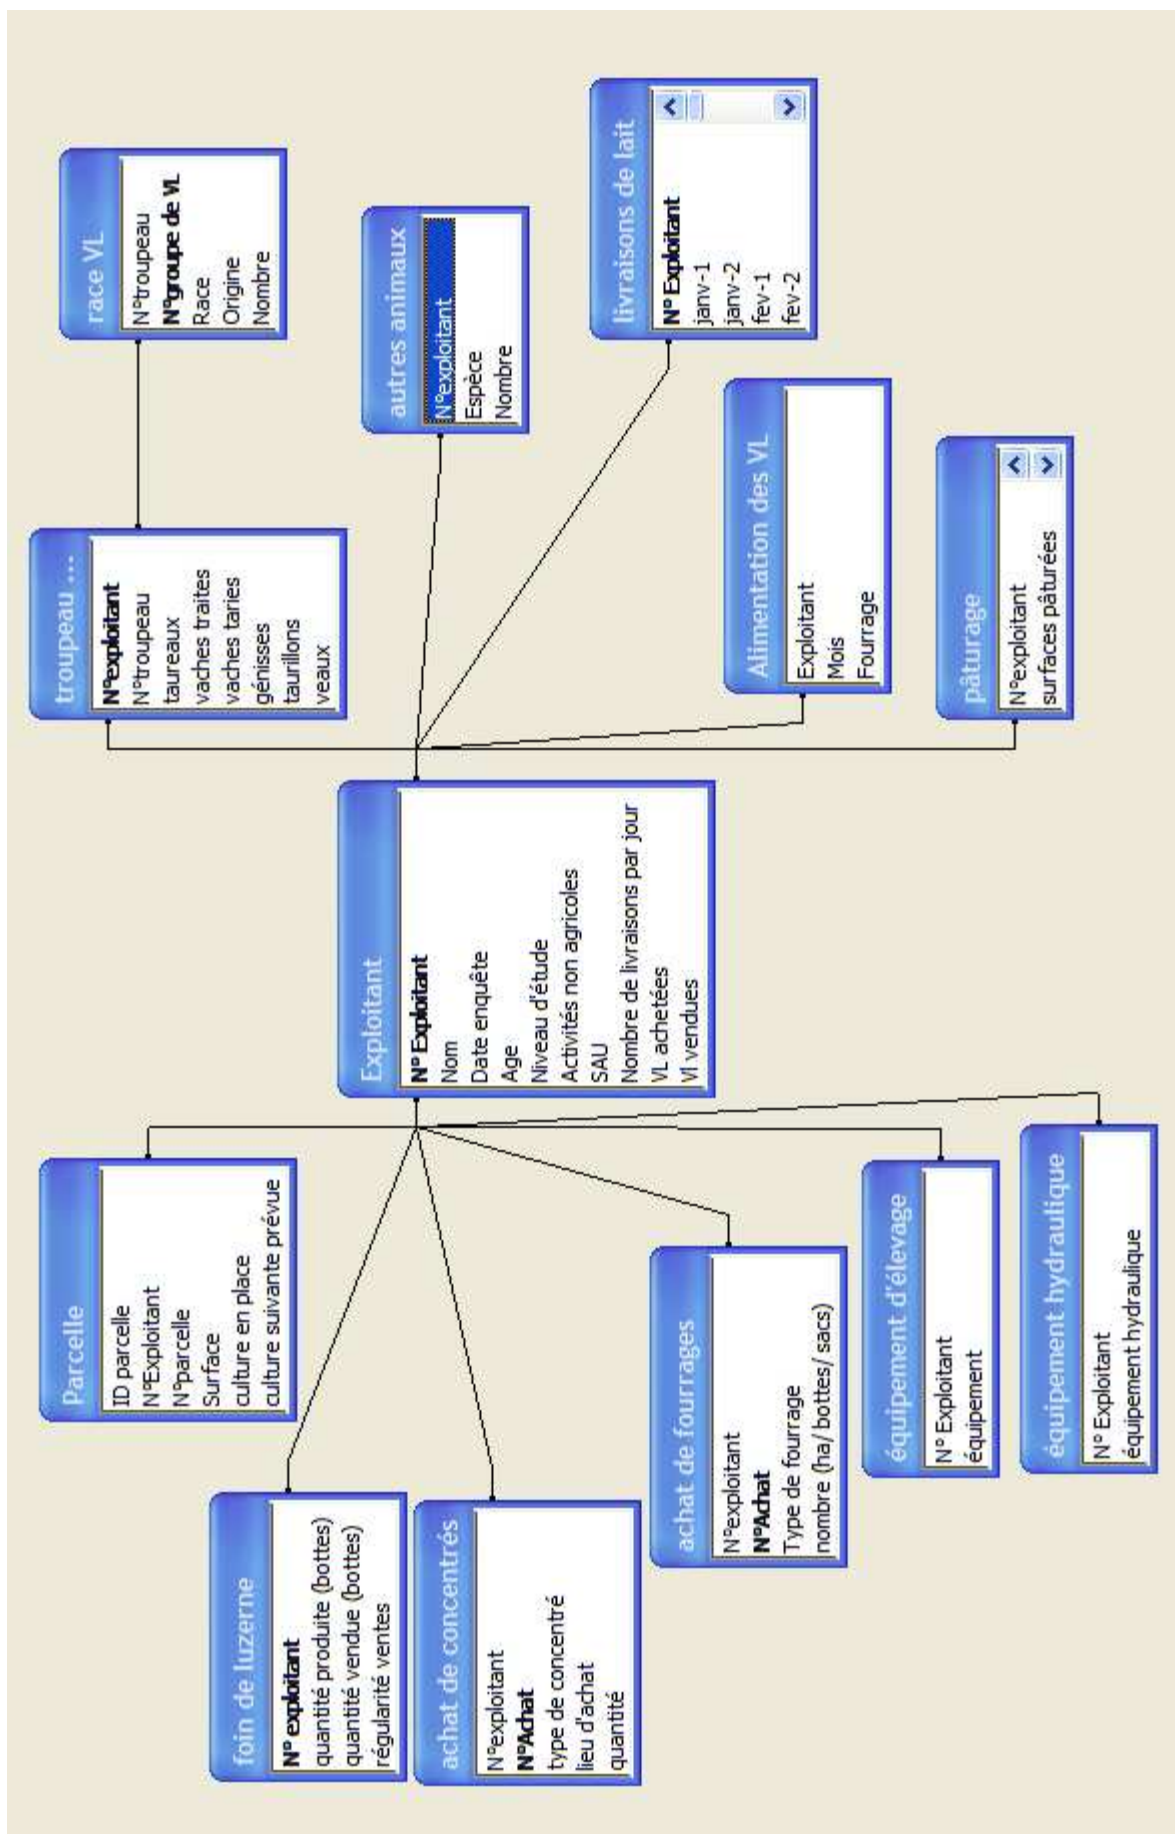 Parcelle
ID parcelle
N°Exploitant
N°parcelle
Surface
culture en place
culture suivante prévue
foin de luzerne
N° exploitant
quantité produite (bottes)
quantité vendue (bottes)
régularité ventes
achat de concentrés
N°exploitant
N°Achat
type de concentré
lieu d'achat
quantité
achat de fourrages
N°exploitant
N°Achat
Type de fourrage
nombre (ha/ bottes/ sacs)
équipement d'élevage
N° Exploitant
équipement
équipement hydraulique
N° Exploitant
équipement hydraulique
Exploitant
N° Exploitant
Nom
Date enquête
Age
Niveau d'étude
Activités non agricoles
SAU
Nombre de livraisons par jour
VL achetées
Vl vendues
troupeau ...
N°exploitant
N°troupeau
taureaux
vaches traites
vaches taries
génisses
taurillons
veaux
race VL
N°troupeau
N°groupe de VL
Race
Origine
Nombre
autres animaux
N°exploitant
Espèce
Nombre
livraisons de lait
N° Exploitant
janv-1
janv-2
fev-1
fev-2
Alimentation des VL
Exploitant
Mois
Fourrage
pâturage
N°exploitant
surfaces pâturées